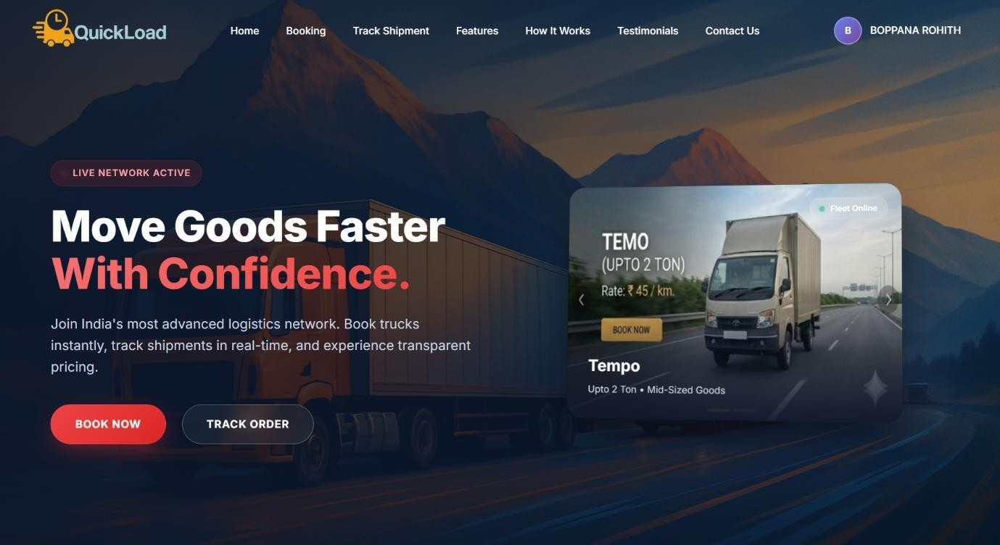 QuickLoad
Home Booking Track Shipment Features How It Works Testimonials Contact Us
B BOPPANA ROHITH
LIVE NETWORK ACTIVE
Move Goods Faster
With Confidence.
Join India's most advanced logistics network. Book trucks
instantly, track shipments in real-time, and experience transparent
pricing.
BOOK NOW TRACK ORDER
Fleet Online
TEMO
(UPTO 2 TON)
Rate: ₹ 45 / km.
BOOK NOW
Tempo
Upto 2 Ton • Mid-Sized Goods